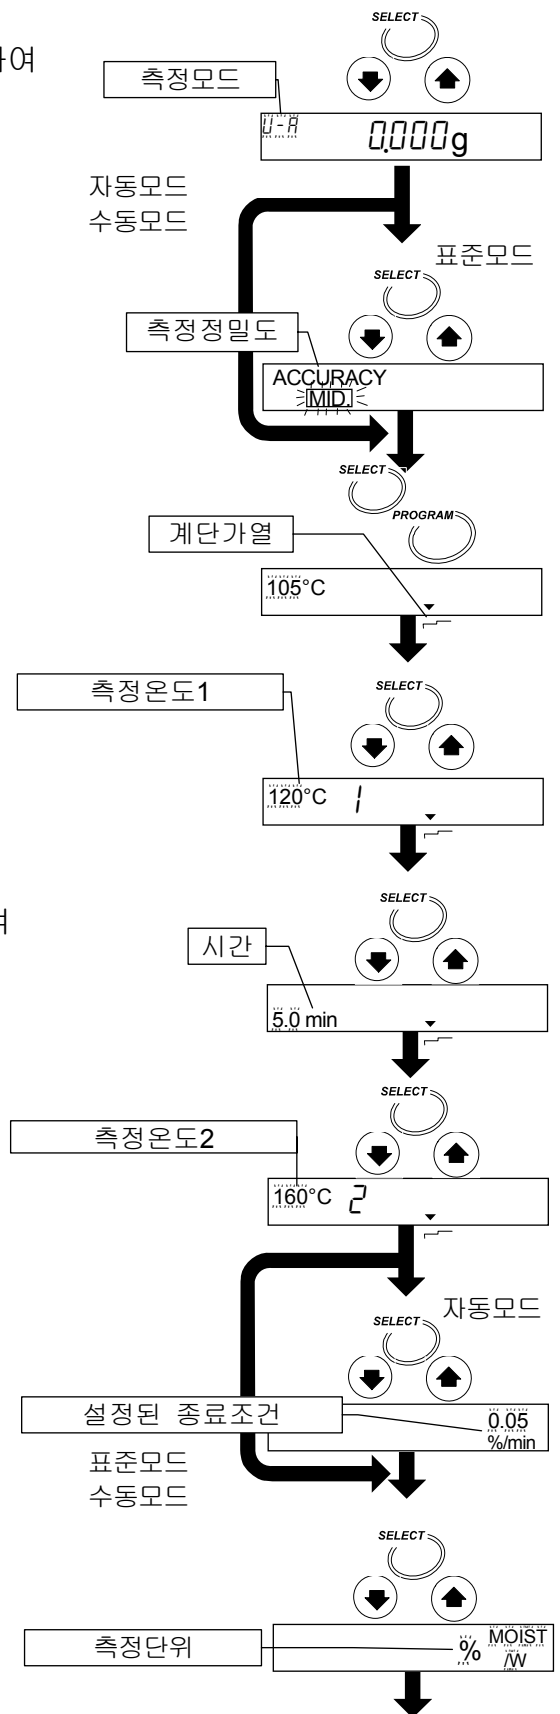 SELECT
하여
측정모드
U-A 0.000g
자동모드
수동모드
표준모드
SELECT
측정정밀도
ACCURACY
MID.
SELECT
PROGRAM
계단가열
105°C
SELECT
측정온도1
120°C 1
SELECT
여
시간
5.0 min
SELECT
측정온도2
160°C 2
자동모드
SELECT
설정된 종료조건
0.05
%/min
표준모드
수동모드
SELECT
측정단위
% MOIST
/W